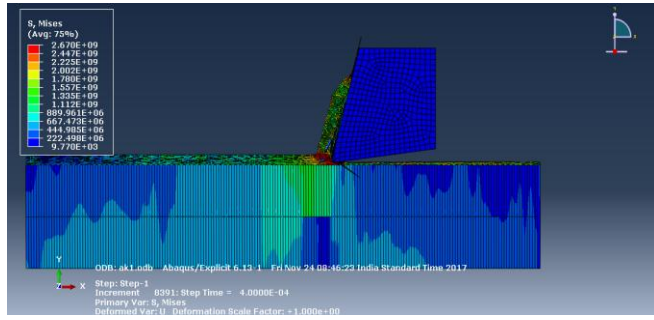 S, Mises
(Avg: 75%)
2.670E+09
2.447E+09
2.225E+09
2.002E+09
1.780E+09
1.557E+09
1.335E+09
1.112E+09
889.961E+06
667.473E+06
444.985E+06
222.498E+06
9.770E+03
Y
Z X
ODB: ak1.odb Abaqus/Explicit 6.13-1 Fri Nov 24 08:46:23 India Standard Time 2017
Step: Step-1
Increment 8391: Step Time = 4.0000E-04
Primary Var: S, Mises
Deformed Var: U Deformation Scale Factor: +1.000e+00